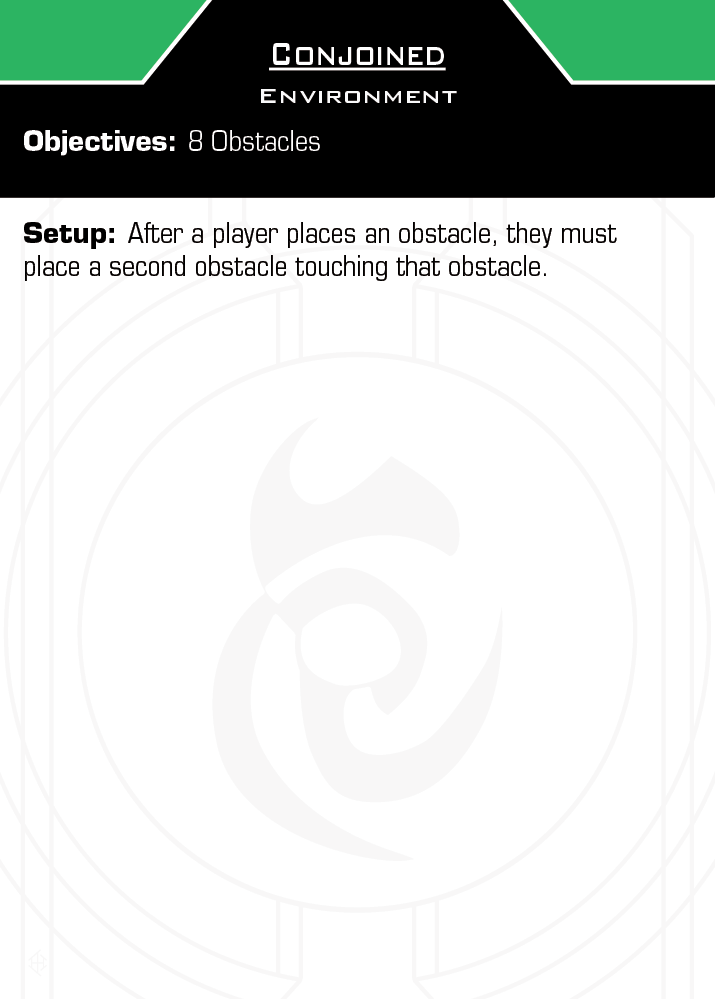 Conjoined
Environment
Objectives: 8 Obstacles
Setup: After a player places an obstacle, they must
place a second obstacle touching that obstacle.